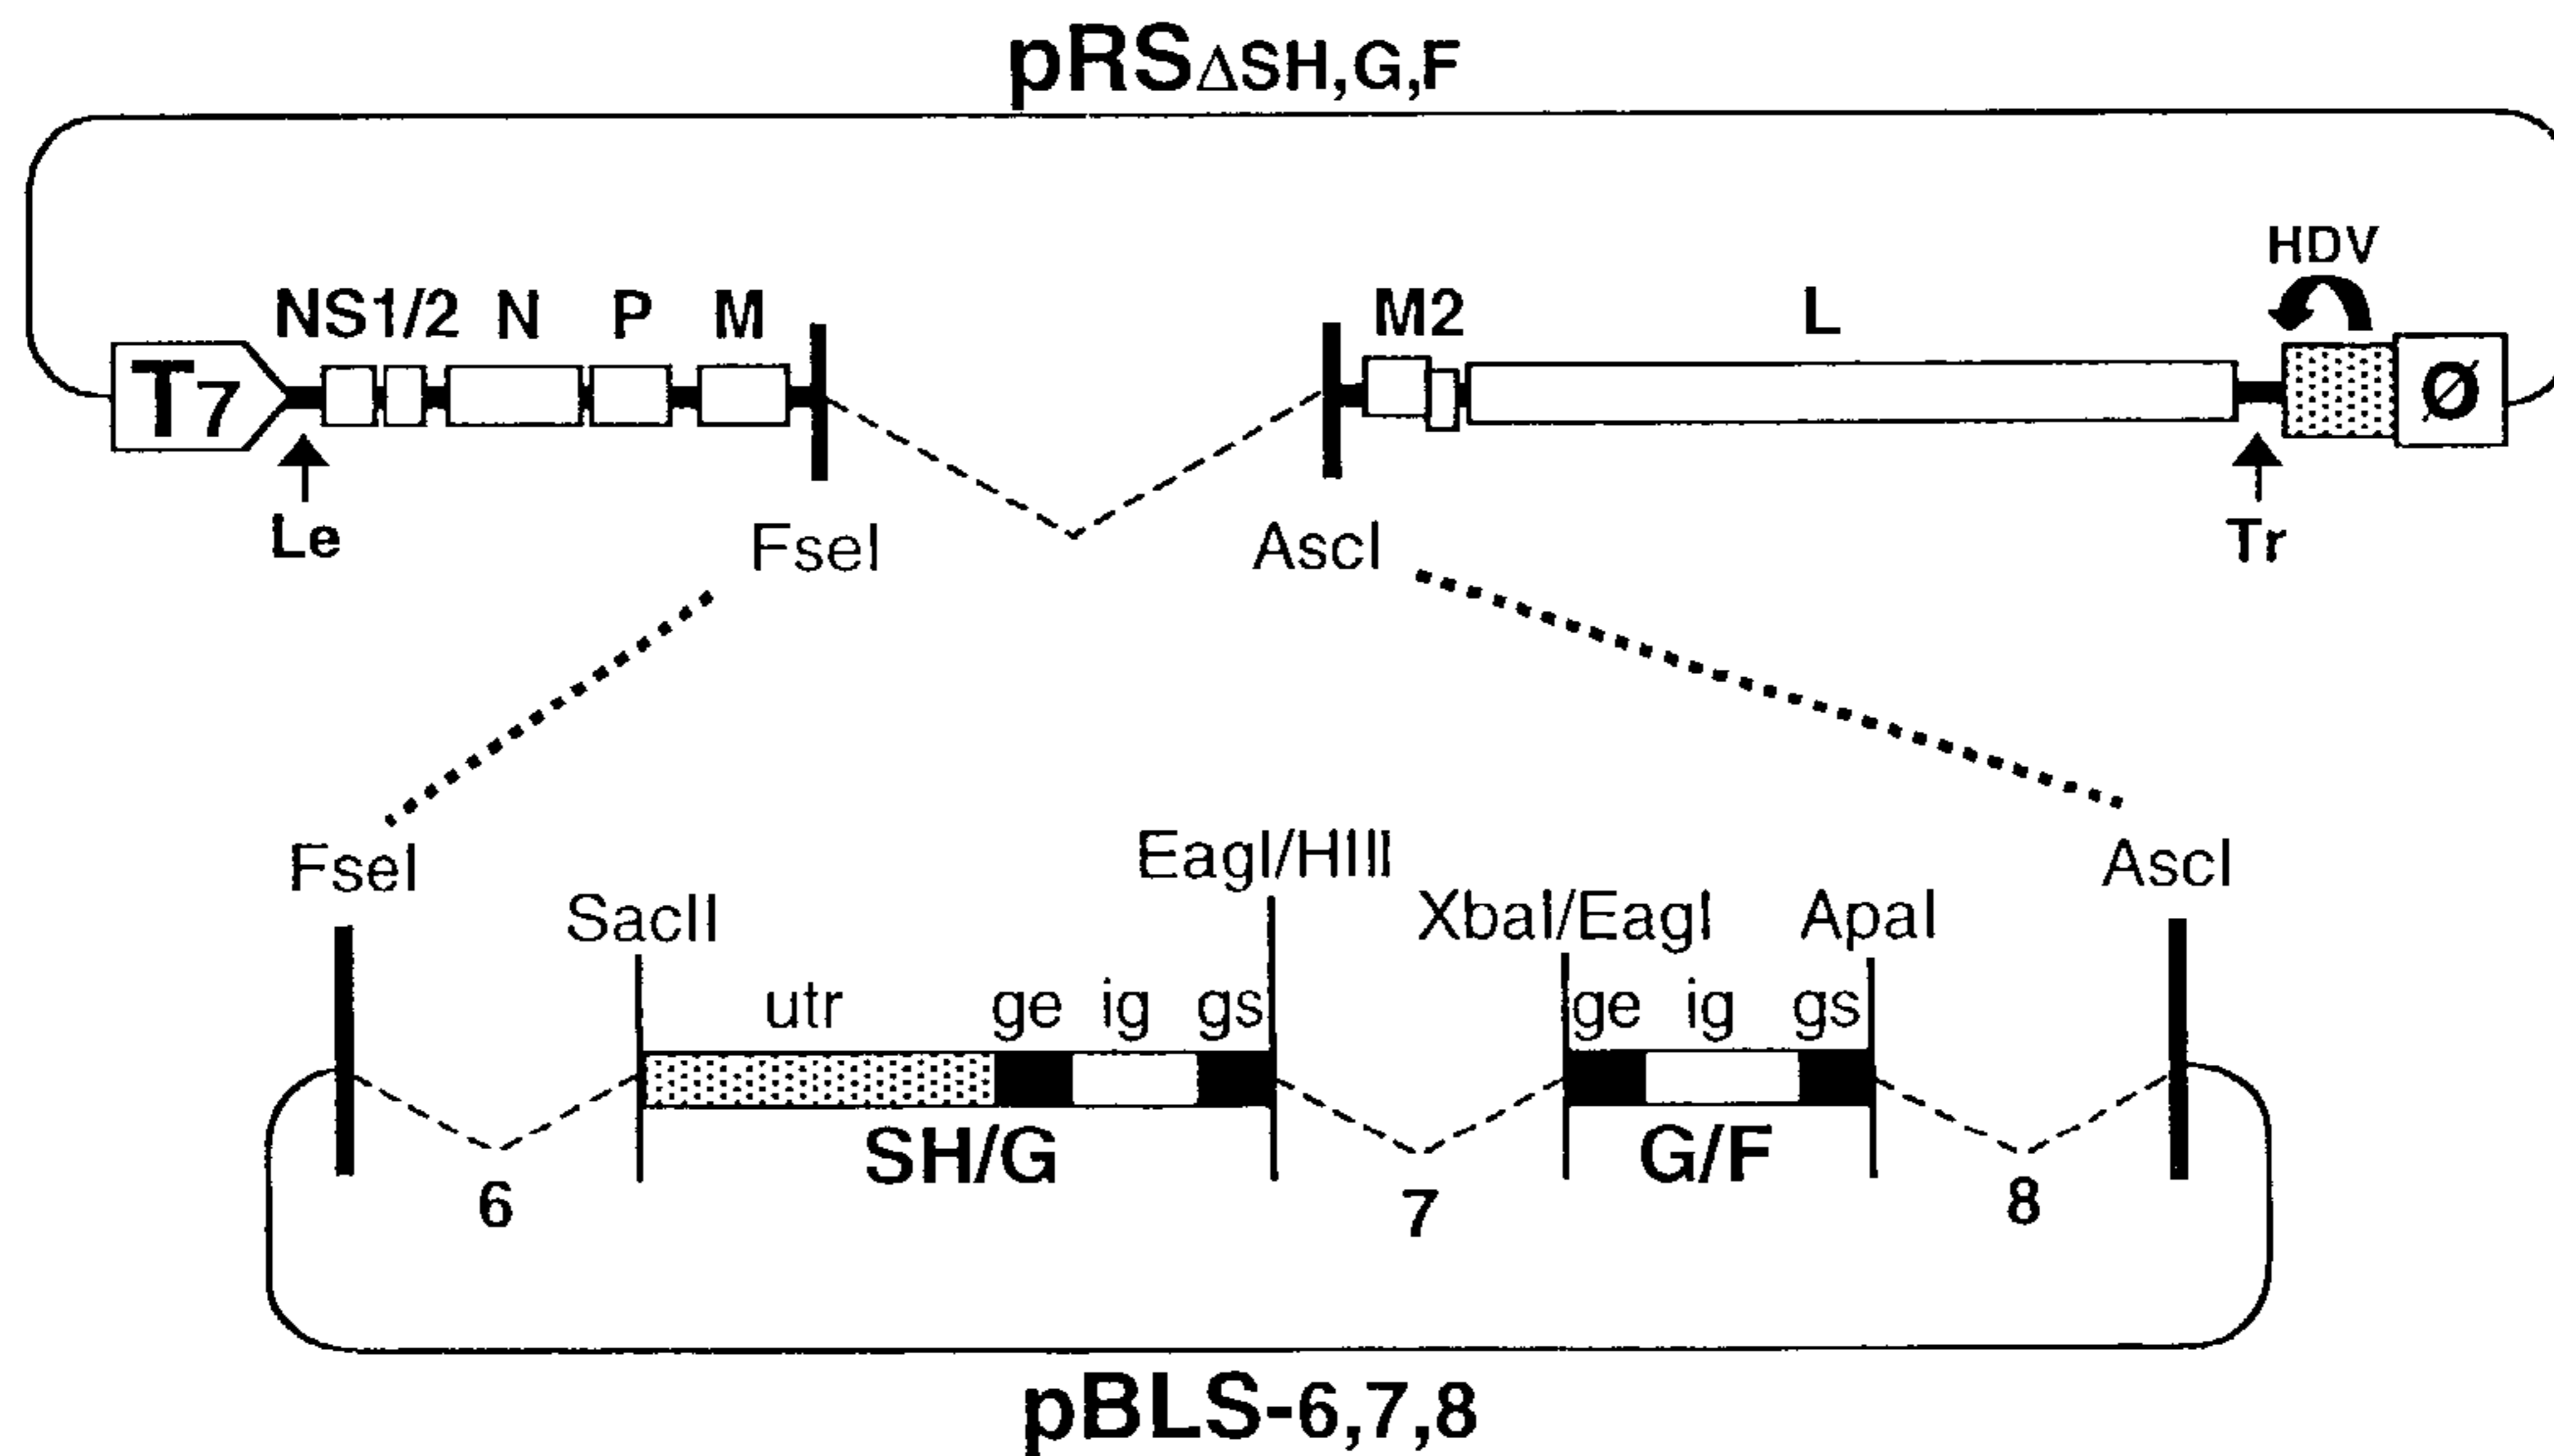 pRSΔSH,G,F
HDV
NS1/2 N P M M2 L
T7 Ø
Le FseI AscI Tr
FseI SacII EagI/HIII XbaI/EagI ApaI AscI
utr ge ig gs ge ig gs
SH/G G/F
6 7 8
pBLS-6,7,8